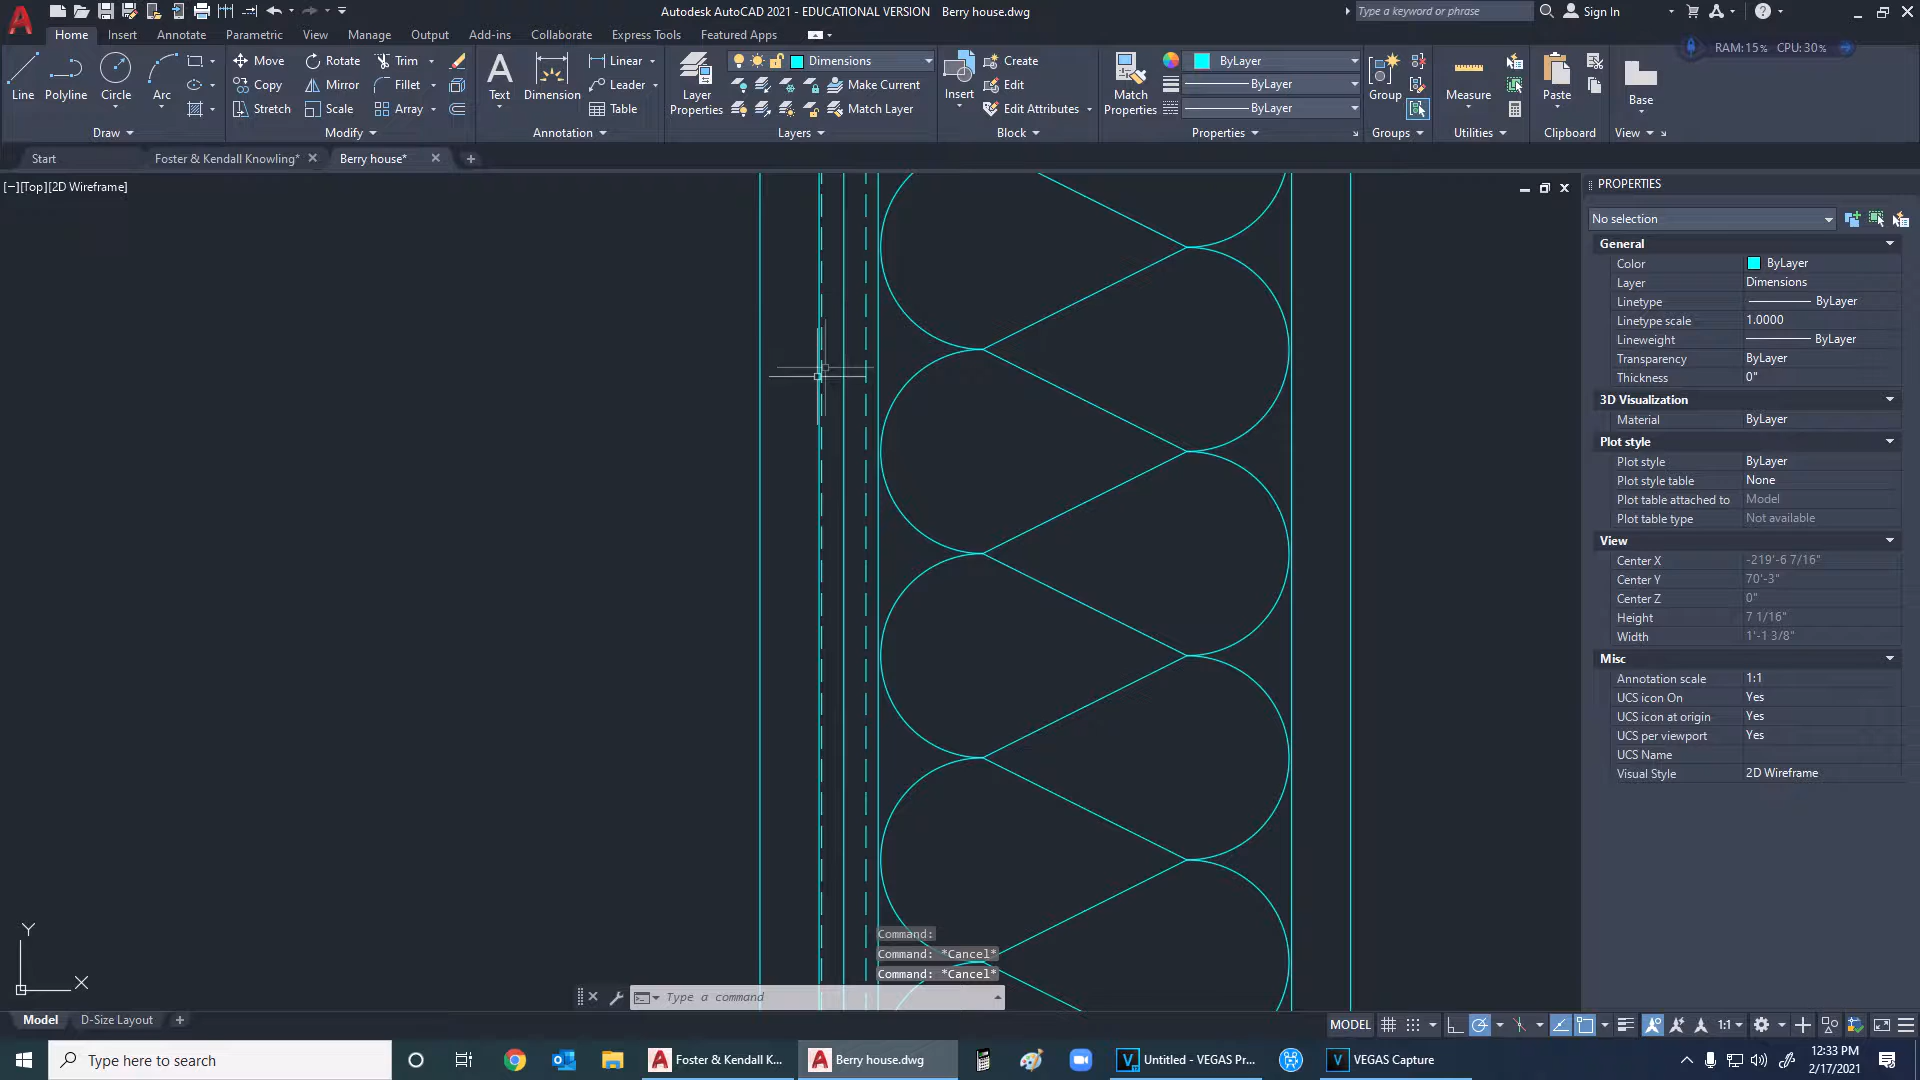 Autodesk AutoCAD 2021 - EDUCATIONAL VERSION Berry house.dwg
Type a keyword or phrase
Sign In
Home Insert Annotate Parametric View Manage Output Add-ins Collaborate Express Tools Featured Apps
RAM:15% CPU:30%
Line Polyline Circle Arc
Move Rotate Trim
Copy Mirror Fillet
Stretch Scale Array
Text Dimension
Linear
Leader
Table
Layer
Properties
Dimensions
Make Current
Match Layer
Insert
Create
Edit
Edit Attributes
Match
Properties
ByLayer
ByLayer
ByLayer
Group
Measure
Paste
Base
Draw Modify Annotation Layers Block Properties Groups Utilities Clipboard View
Start Foster & Kendall Knowling* Berry house*
[−][Top][2D Wireframe]
PROPERTIES
No selection
General
Color ByLayer
Layer Dimensions
Linetype ByLayer
Linetype scale 1.0000
Lineweight ByLayer
Transparency ByLayer
Thickness 0"
3D Visualization
Material ByLayer
Plot style
Plot style ByLayer
Plot style table None
Plot table attached to Model
Plot table type Not available
View
Center X -219'-6 7/16"
Center Y 70'-3"
Center Z 0"
Height 7 1/16"
Width 1'-1 3/8"
Misc
Annotation scale 1:1
UCS icon On Yes
UCS icon at origin Yes
UCS per viewport Yes
UCS Name
Visual Style 2D Wireframe
Y
X
Command:
Command: *Cancel*
Command: *Cancel*
Type a command
Model D-Size Layout
MODEL 1:1
Type here to search
Foster & Kendall K...
Berry house.dwg
Untitled - VEGAS Pr...
VEGAS Capture
12:33 PM
2/17/2021